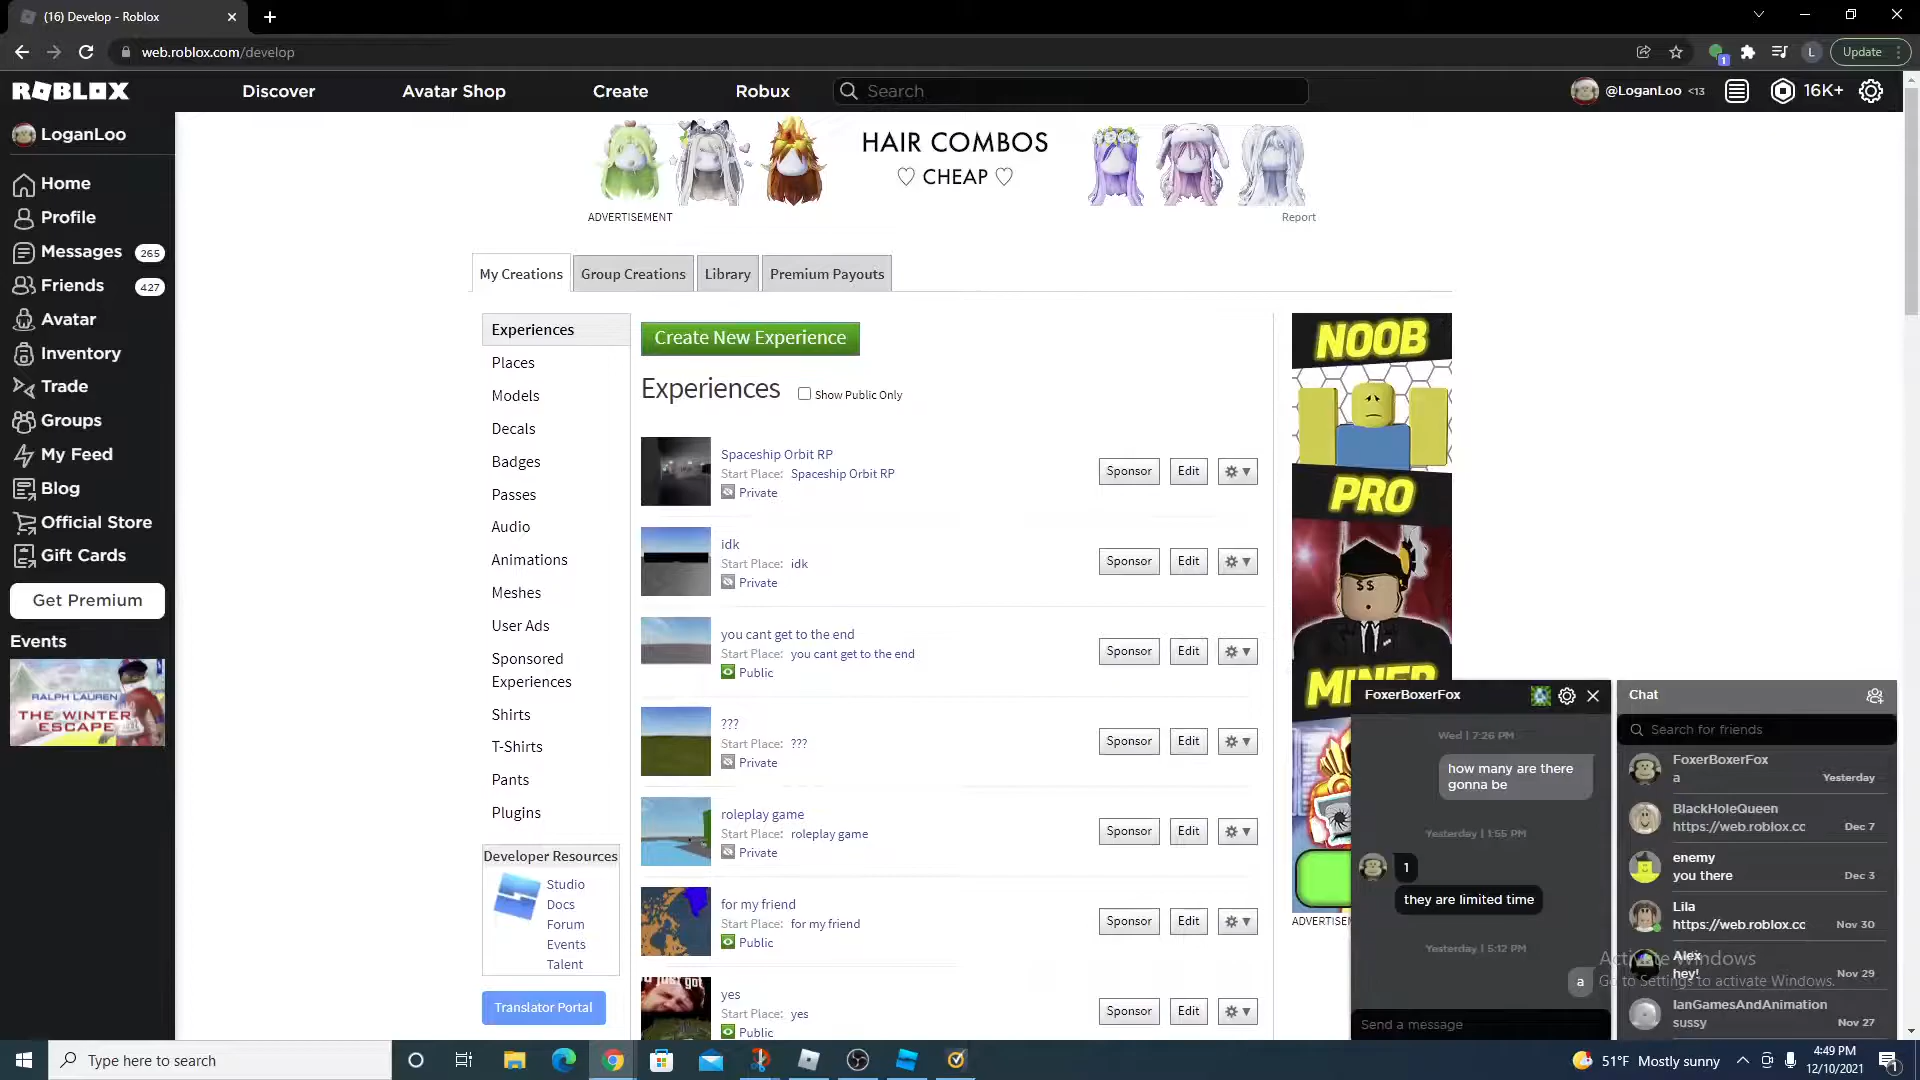 (16) Develop - Roblox
web.roblox.com/develop
L
Update
1
ROBLOX
Discover
Avatar Shop
Create
Robux
Search
@LoganLoo <13
16K+
LoganLoo
Home
Profile
Messages 265
Friends 427
Avatar
Inventory
Trade
Groups
My Feed
Blog
Official Store
Gift Cards
Get Premium
Events
RALPH LAUREN
THE WINTER
ESCAPE
HAIR COMBOS
♡ CHEAP ♡
ADVERTISEMENT
Report
My Creations
Group Creations
Library
Premium Payouts
Experiences
Places
Models
Decals
Badges
Passes
Audio
Animations
Meshes
User Ads
Sponsored
Experiences
Shirts
T-Shirts
Pants
Plugins
Developer Resources
Studio
Docs
Forum
Events
Talent
Translator Portal
Create New Experience
Experiences
Show Public Only
Spaceship Orbit RP
Start Place: Spaceship Orbit RP
Private
Sponsor Edit
idk
Start Place: idk
Private
Sponsor Edit
you cant get to the end
Start Place: you cant get to the end
Public
Sponsor Edit
???
Start Place: ???
Private
Sponsor Edit
roleplay game
Start Place: roleplay game
Private
Sponsor Edit
for my friend
Start Place: for my friend
Public
Sponsor Edit
just got
yes
Start Place: yes
Public
Sponsor Edit
NOOB
PRO
$$
MINER
FoxerBoxerFox
Wed | 7:26 PM
how many are there
gonna be
Yesterday | 1:55 PM
1
they are limited time
Yesterday | 5:12 PM
a
Send a message
Chat
Search for friends
FoxerBoxerFox
a
Yesterday
BlackHoleQueen
https://web.roblox.cc
Dec 7
enemy
you there
Dec 3
Lila
https://web.roblox.cc
Nov 30
Alex
hey!
Nov 29
IanGamesAndAnimation
sussy
Nov 27
Activate Windows
Go to Settings to activate Windows.
Type here to search
51°F Mostly sunny
4:49 PM
12/10/2021
1